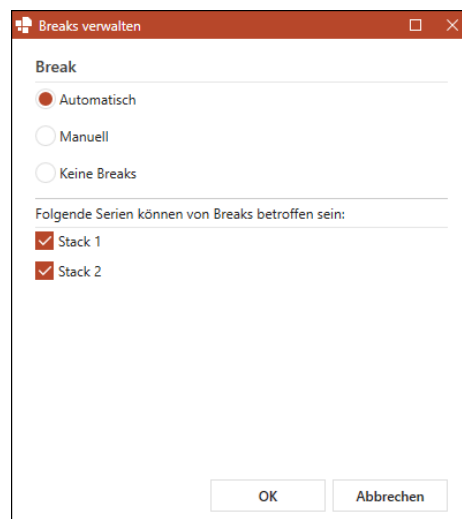 Breaks verwalten
Break
Automatisch
Manuell
Keine Breaks
Folgende Serien können von Breaks betroffen sein:
Stack 1
Stack 2
OK Abbrechen